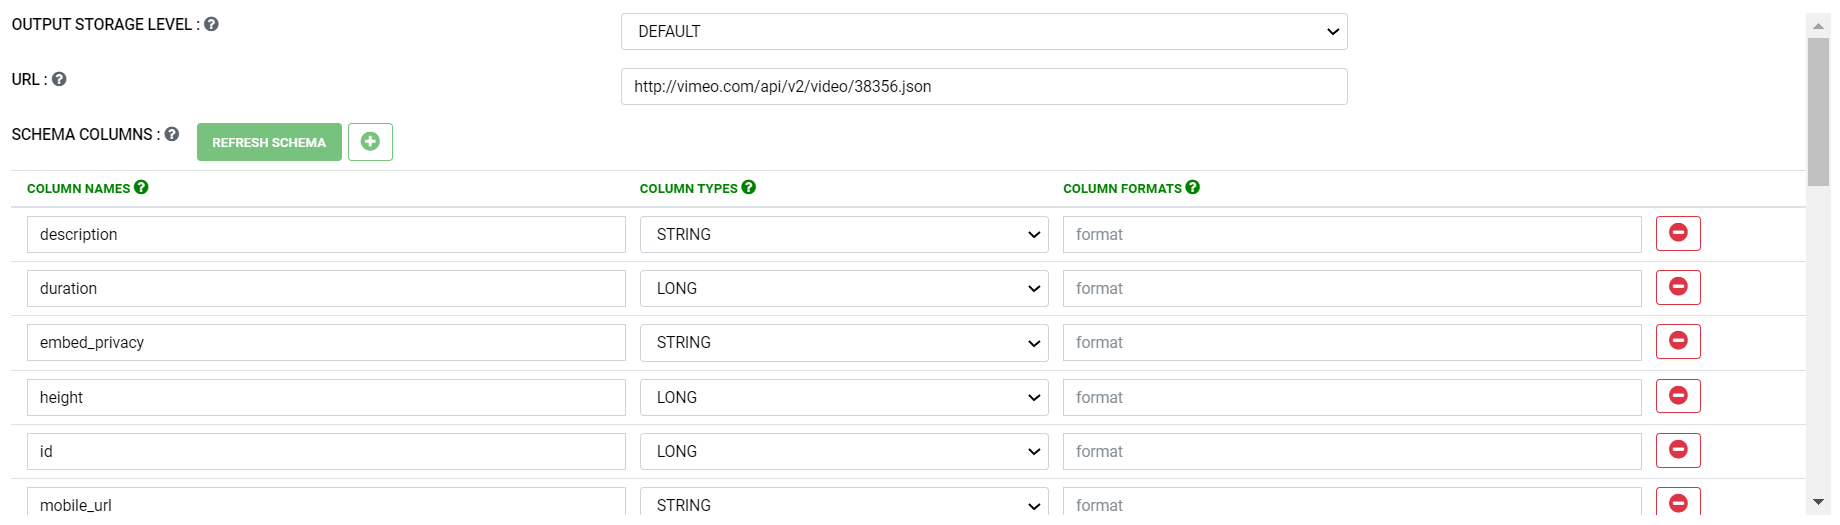 OUTPUT STORAGE LEVEL : ?
DEFAULT
URL : ?
http://vimeo.com/api/v2/video/38356.json
SCHEMA COLUMNS : ? REFRESH SCHEMA
COLUMN NAMES ? COLUMN TYPES ? COLUMN FORMATS ?
description STRING format
duration LONG format
embed_privacy STRING format
height LONG format
id LONG format
mobile_url STRING format